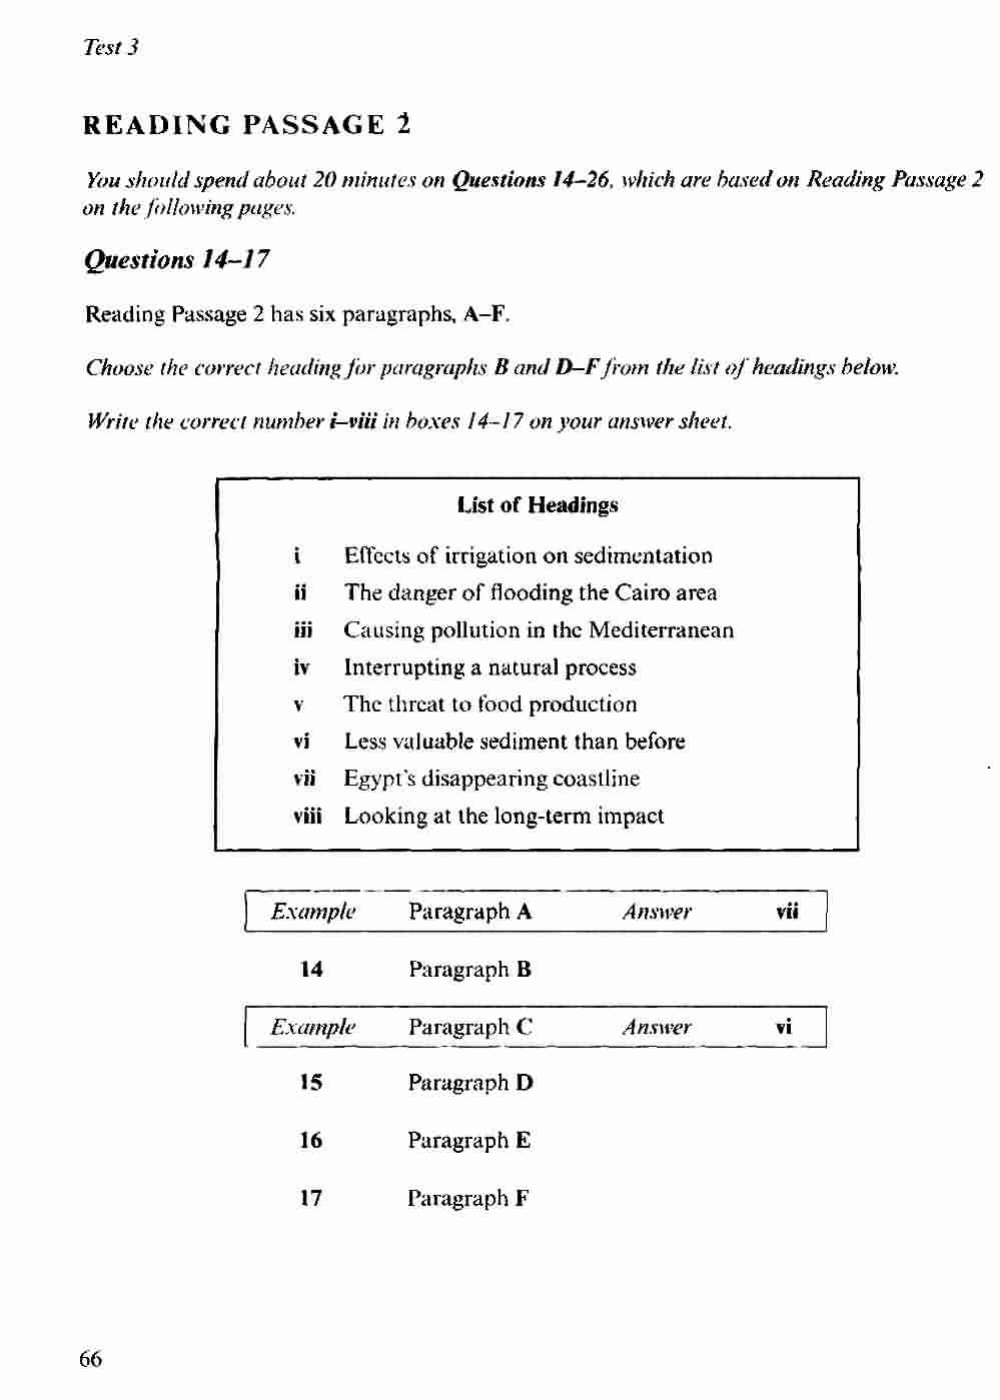 Test 3
READING PASSAGE 2
You should spend about 20 minutes on Questions 14–26, which are based on Reading Passage 2
on the following pages.
Questions 14–17
Reading Passage 2 has six paragraphs, A–F.
Choose the correct heading for paragraphs B and D–F from the list of headings below.
Write the correct number i–viii in boxes 14–17 on your answer sheet.
List of Headings
i Effects of irrigation on sedimentation
ii The danger of flooding the Cairo area
iii Causing pollution in the Mediterranean
iv Interrupting a natural process
v The threat to food production
vi Less valuable sediment than before
vii Egypt's disappearing coastline
viii Looking at the long-term impact
Example Paragraph A Answer vii
14 Paragraph B
Example Paragraph C Answer vi
15 Paragraph D
16 Paragraph E
17 Paragraph F
66